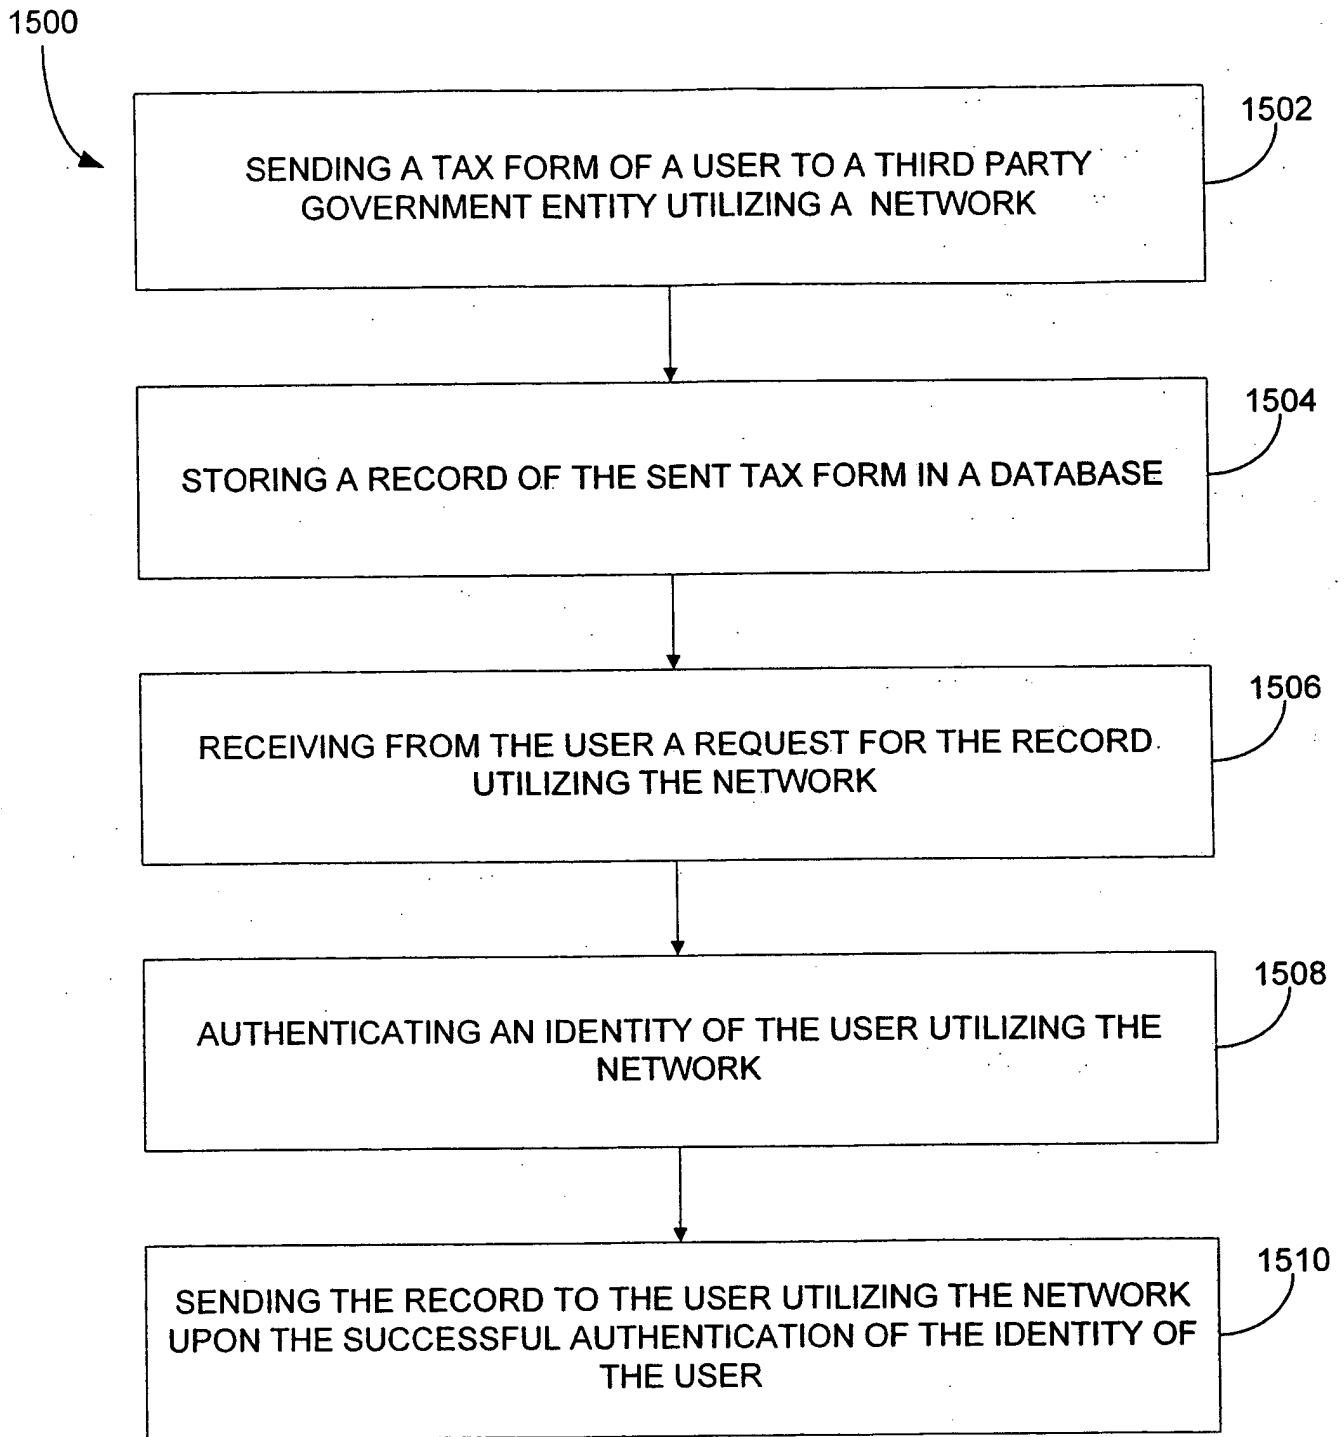 1500
1502
SENDING A TAX FORM OF A USER TO A THIRD PARTY
GOVERNMENT ENTITY UTILIZING A NETWORK
1504
STORING A RECORD OF THE SENT TAX FORM IN A DATABASE
1506
RECEIVING FROM THE USER A REQUEST FOR THE RECORD
UTILIZING THE NETWORK
1508
AUTHENTICATING AN IDENTITY OF THE USER UTILIZING THE
NETWORK
1510
SENDING THE RECORD TO THE USER UTILIZING THE NETWORK
UPON THE SUCCESSFUL AUTHENTICATION OF THE IDENTITY OF
THE USER